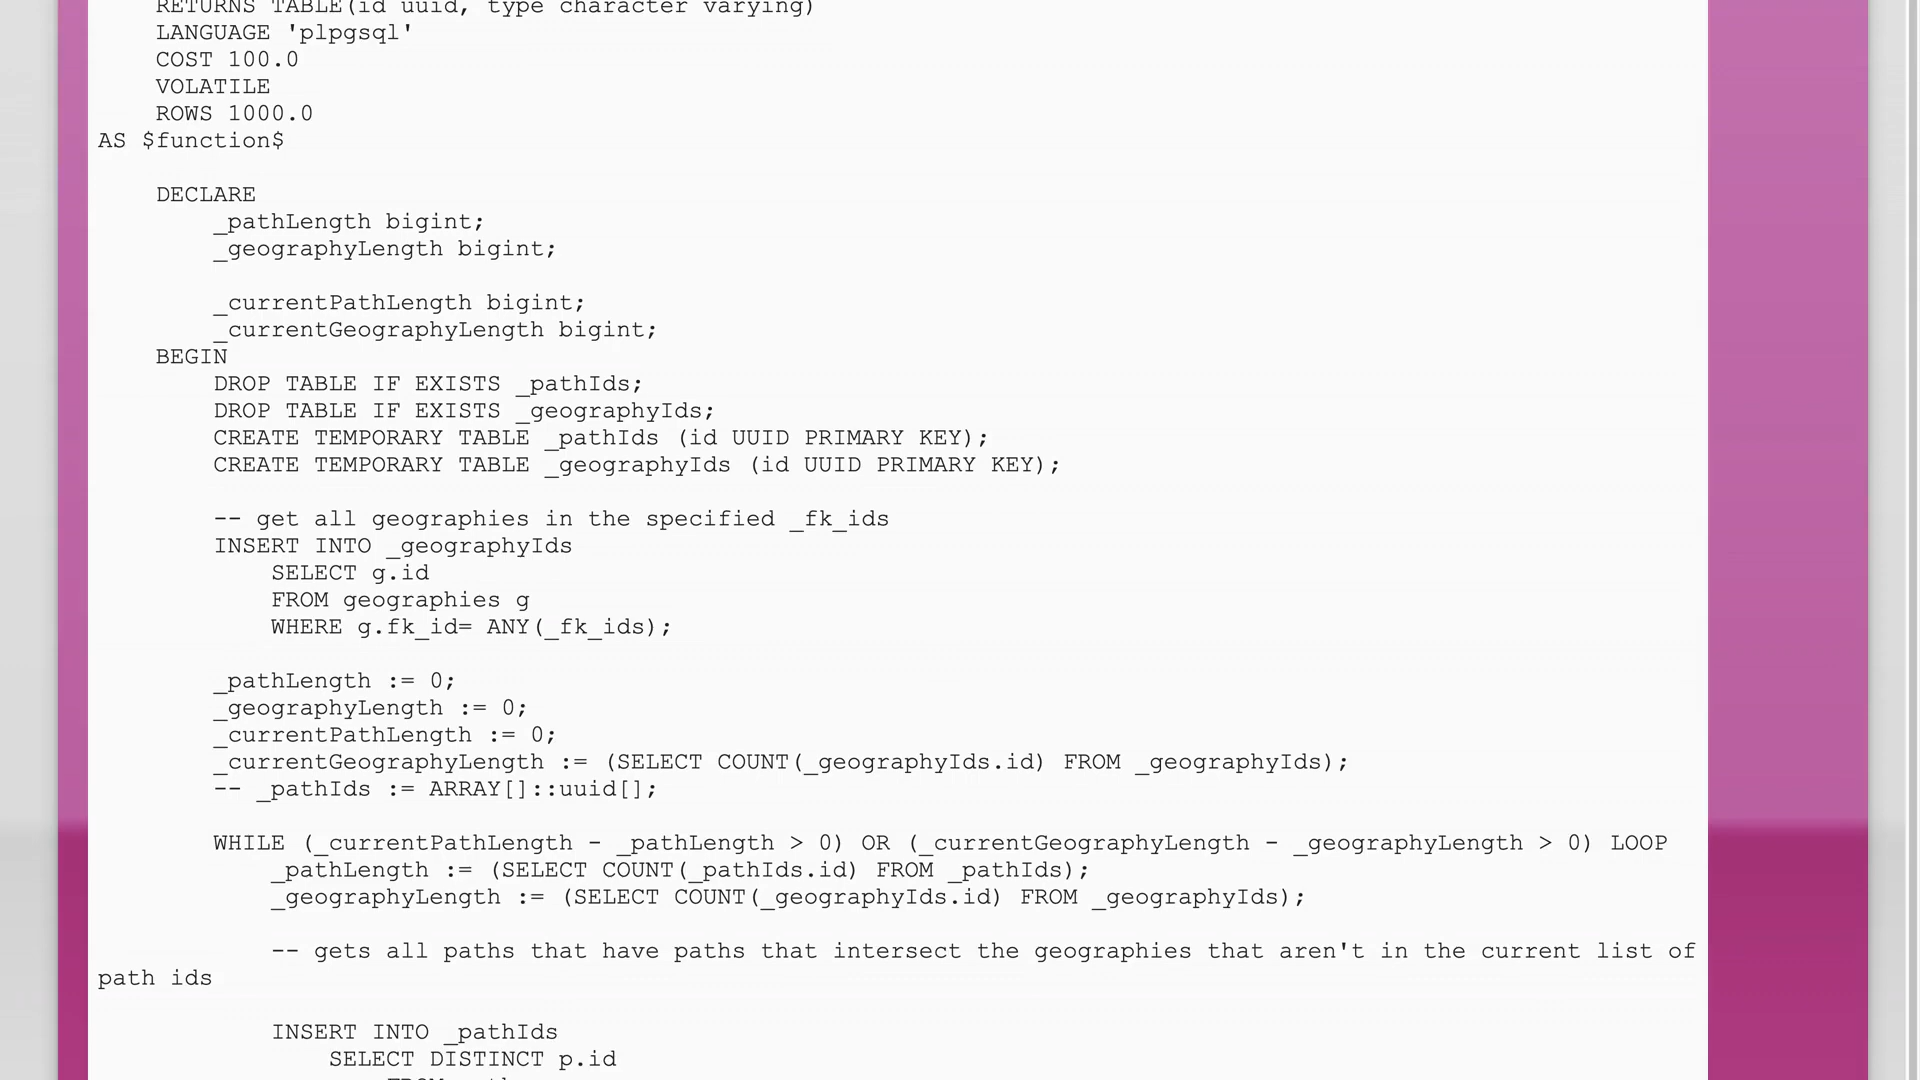 RETURNS TABLE(id uuid, type character varying)
LANGUAGE 'plpgsql'
COST 100.0
VOLATILE
ROWS 1000.0
AS $function$
DECLARE
_pathLength bigint;
_geographyLength bigint;
_currentPathLength bigint;
_currentGeographyLength bigint;
BEGIN
DROP TABLE IF EXISTS _pathIds;
DROP TABLE IF EXISTS _geographyIds;
CREATE TEMPORARY TABLE _pathIds (id UUID PRIMARY KEY);
CREATE TEMPORARY TABLE _geographyIds (id UUID PRIMARY KEY);
-- get all geographies in the specified _fk_ids
INSERT INTO _geographyIds
SELECT g.id
FROM geographies g
WHERE g.fk_id= ANY(_fk_ids);
_pathLength := 0;
_geographyLength := 0;
_currentPathLength := 0;
_currentGeographyLength := (SELECT COUNT(_geographyIds.id) FROM _geographyIds);
-- _pathIds := ARRAY[]::uuid[];
WHILE (_currentPathLength - _pathLength > 0) OR (_currentGeographyLength - _geographyLength > 0) LOOP
_pathLength := (SELECT COUNT(_pathIds.id) FROM _pathIds);
_geographyLength := (SELECT COUNT(_geographyIds.id) FROM _geographyIds);
-- gets all paths that have paths that intersect the geographies that aren't in the current list of
path ids
INSERT INTO _pathIds
SELECT DISTINCT p.id